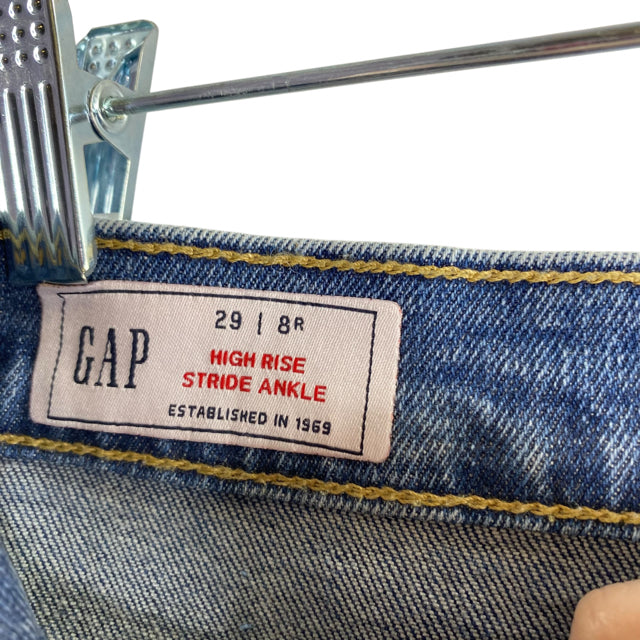 GAP
29 | 8R
HIGH RISE
STRIDE ANKLE
ESTABLISHED IN 1969